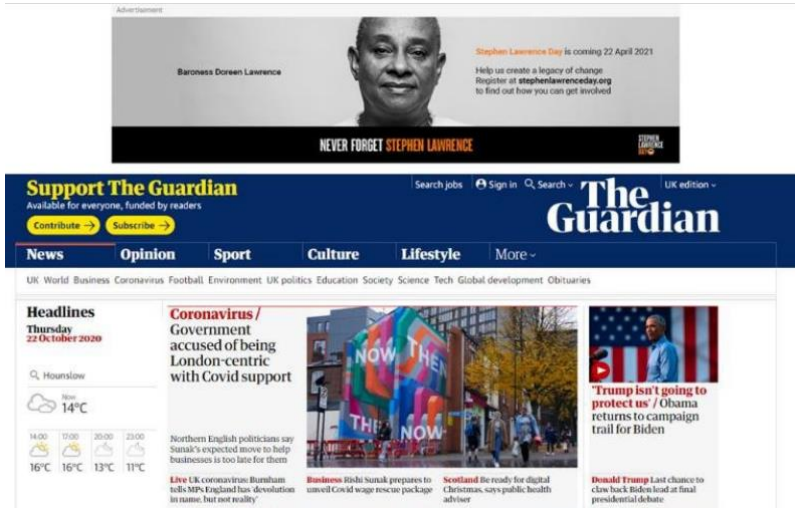 Advertisement
Baroness Doreen Lawrence
Stephen Lawrence Day is coming 22 April 2021
Help us create a legacy of change
Register at stephenlawrenceday.org
to find out how you can get involved
NEVER FORGET STEPHEN LAWRENCE
STEPHEN
LAWRENCE
DAY
Support The Guardian
Available for everyone, funded by readers
Contribute →
Subscribe →
Search jobs
Sign in
Search
UK edition
The
Guardian
News Opinion Sport Culture Lifestyle More
UK World Business Coronavirus Football Environment UK politics Education Society Science Tech Global development Obituaries
Headlines
Thursday
22 October 2020
Hounslow
Now
14°C
14:00 17:00 20:00 23:00
16°C 16°C 13°C 11°C
Coronavirus /
Government
accused of being
London-centric
with Covid support
Northern English politicians say
Sunak's expected move to help
businesses is too late for them
NOW THEN
THEN NOW
'Trump isn't going to
protect us' / Obama
returns to campaign
trail for Biden
Live UK coronavirus: Burnham
tells MPs England has 'devolution
in name, but not reality'
Business Rishi Sunak prepares to
unveil Covid wage rescue package
Scotland Be ready for digital
Christmas, says public health
adviser
Donald Trump Last chance to
claw back Biden lead at final
presidential debate